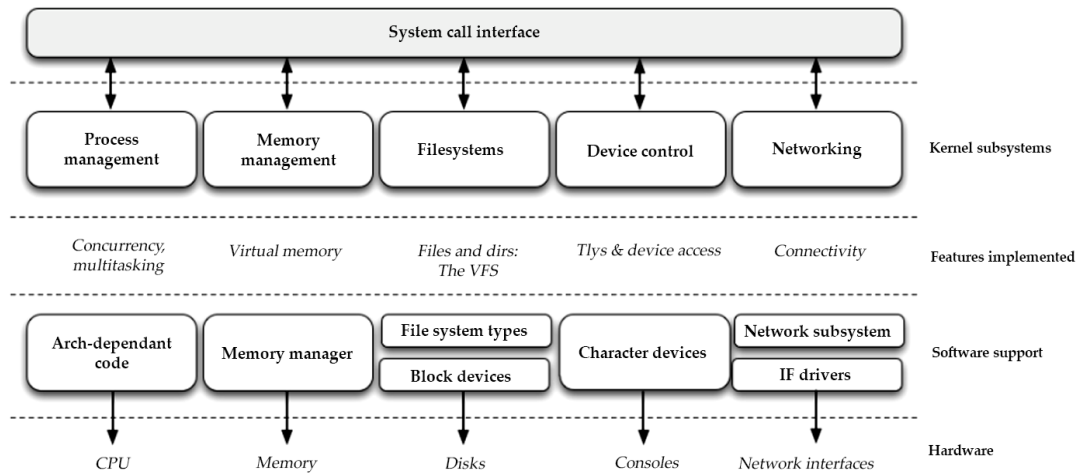 System call interface
Process
management
Memory
management
Filesystems
Device control
Networking
Kernel subsystems
Concurrency,
multitasking
Virtual memory
Files and dirs:
The VFS
Tlys & device access
Connectivity
Features implemented
Arch-dependant
code
Memory manager
File system types
Block devices
Character devices
Network subsystem
IF drivers
Software support
CPU
Memory
Disks
Consoles
Network interfaces
Hardware